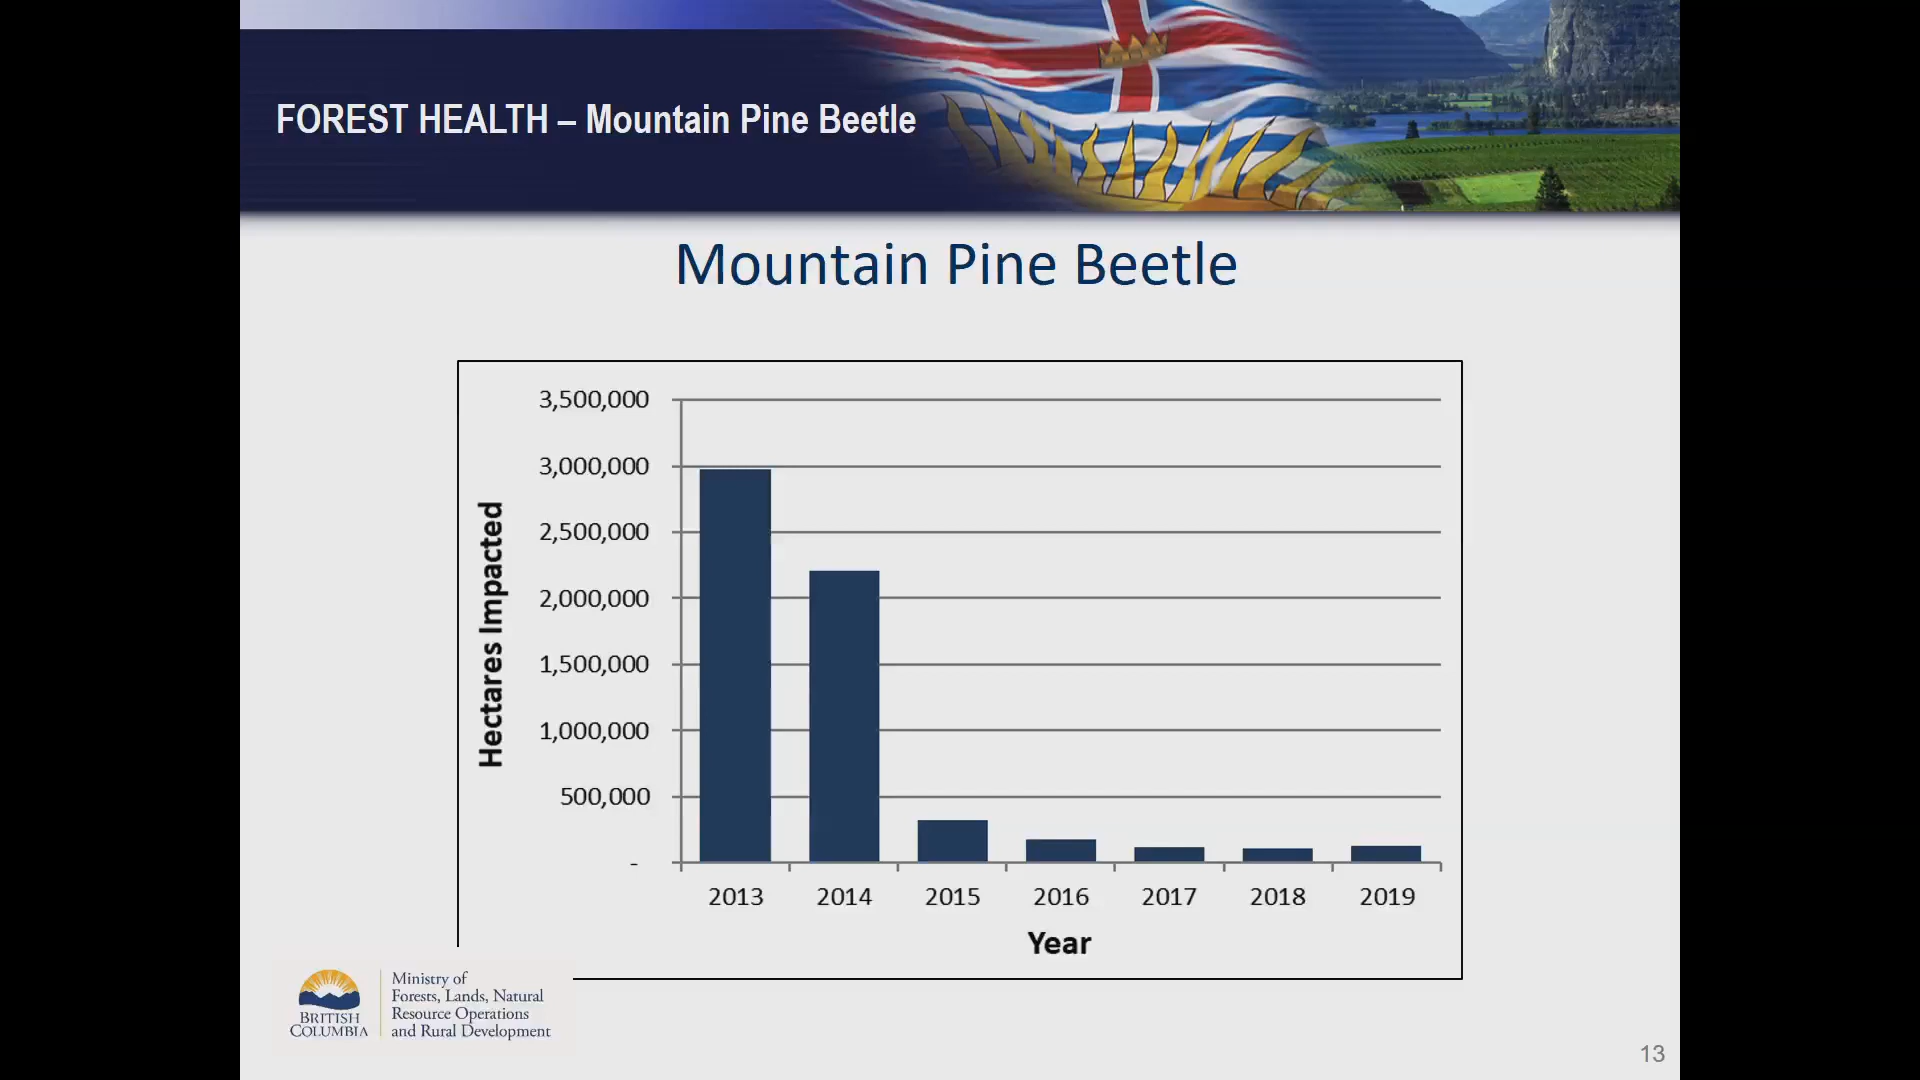 FOREST HEALTH – Mountain Pine Beetle
Mountain Pine Beetle
3,500,000
3,000,000
2,500,000
2,000,000
1,500,000
1,000,000
500,000
-
Hectares Impacted
2013 2014 2015 2016 2017 2018 2019
Year
BRITISH
COLUMBIA
Ministry of
Forests, Lands, Natural
Resource Operations
and Rural Development
13